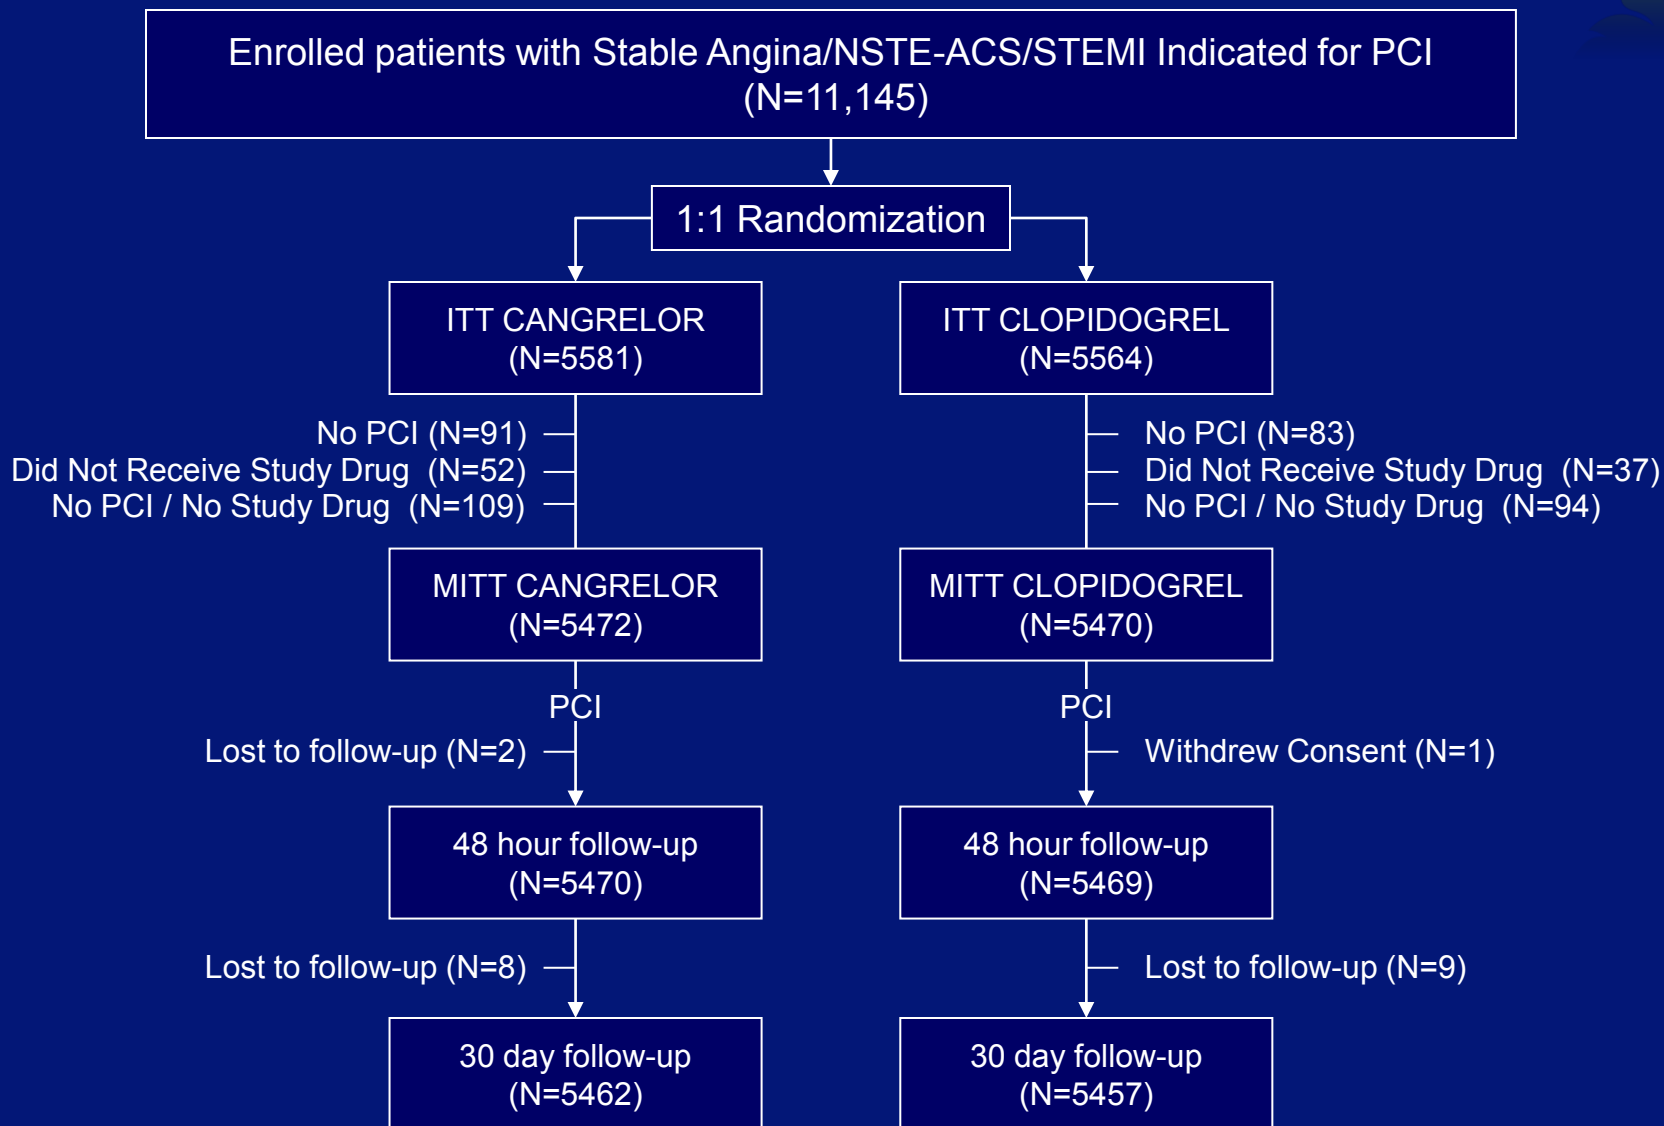 Enrolled patients with Stable Angina/NSTE-ACS/STEMI Indicated for PCI
(N=11,145)
1:1 Randomization
ITT CANGRELOR
(N=5581)
ITT CLOPIDOGREL
(N=5564)
No PCI (N=91)
Did Not Receive Study Drug (N=52)
No PCI / No Study Drug (N=109)
No PCI (N=83)
Did Not Receive Study Drug (N=37)
No PCI / No Study Drug (N=94)
MITT CANGRELOR
(N=5472)
MITT CLOPIDOGREL
(N=5470)
PCI
PCI
Lost to follow-up (N=2)
Withdrew Consent (N=1)
48 hour follow-up
(N=5470)
48 hour follow-up
(N=5469)
Lost to follow-up (N=8)
Lost to follow-up (N=9)
30 day follow-up
(N=5462)
30 day follow-up
(N=5457)